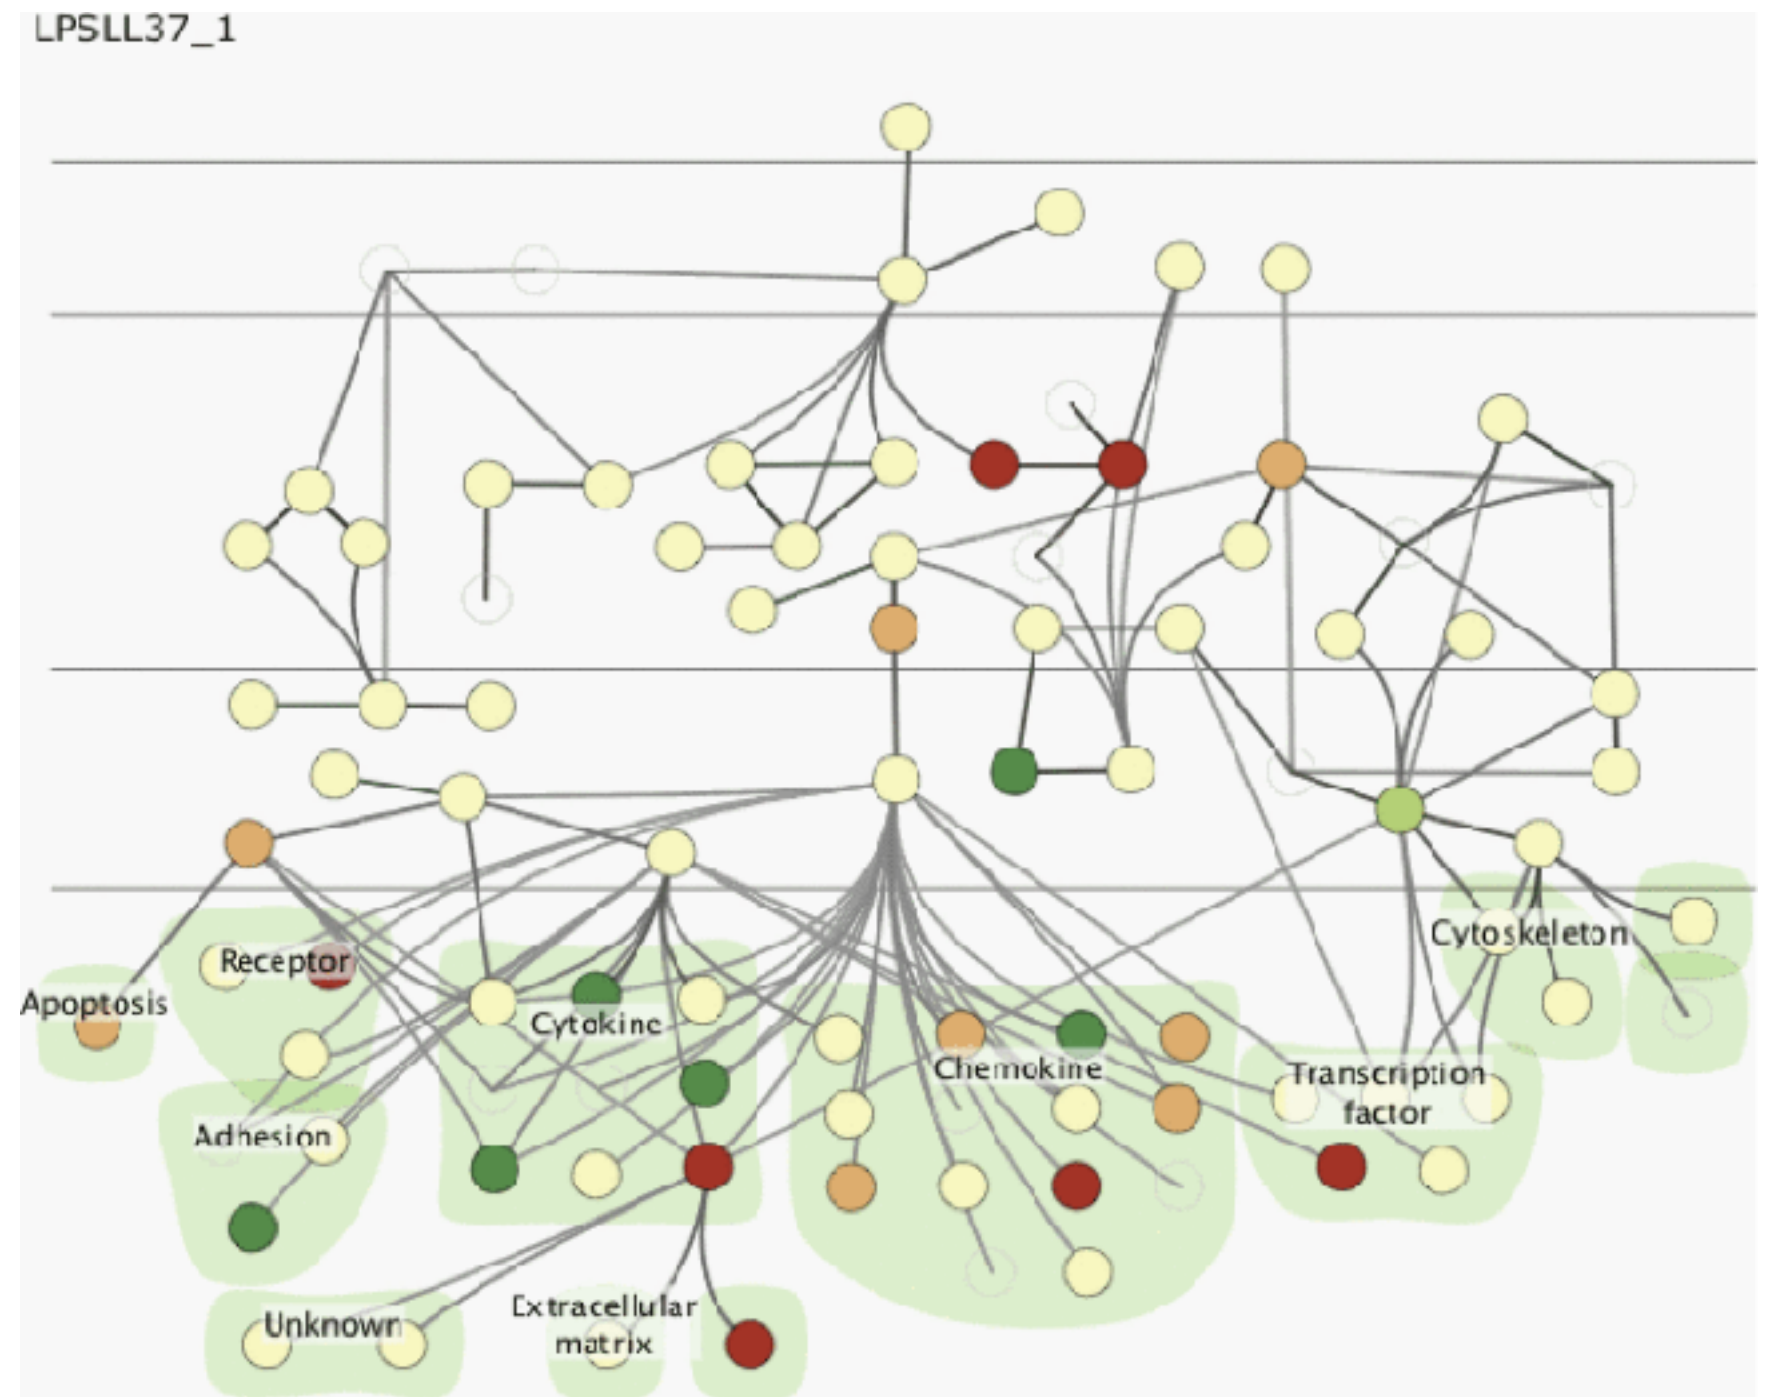 LPSLL37_1
Cytoskeleton
Receptor
Apoptosis
Cytokine
Chemokine
Transcription
factor
Adhesion
Extracellular
matrix
Unknown